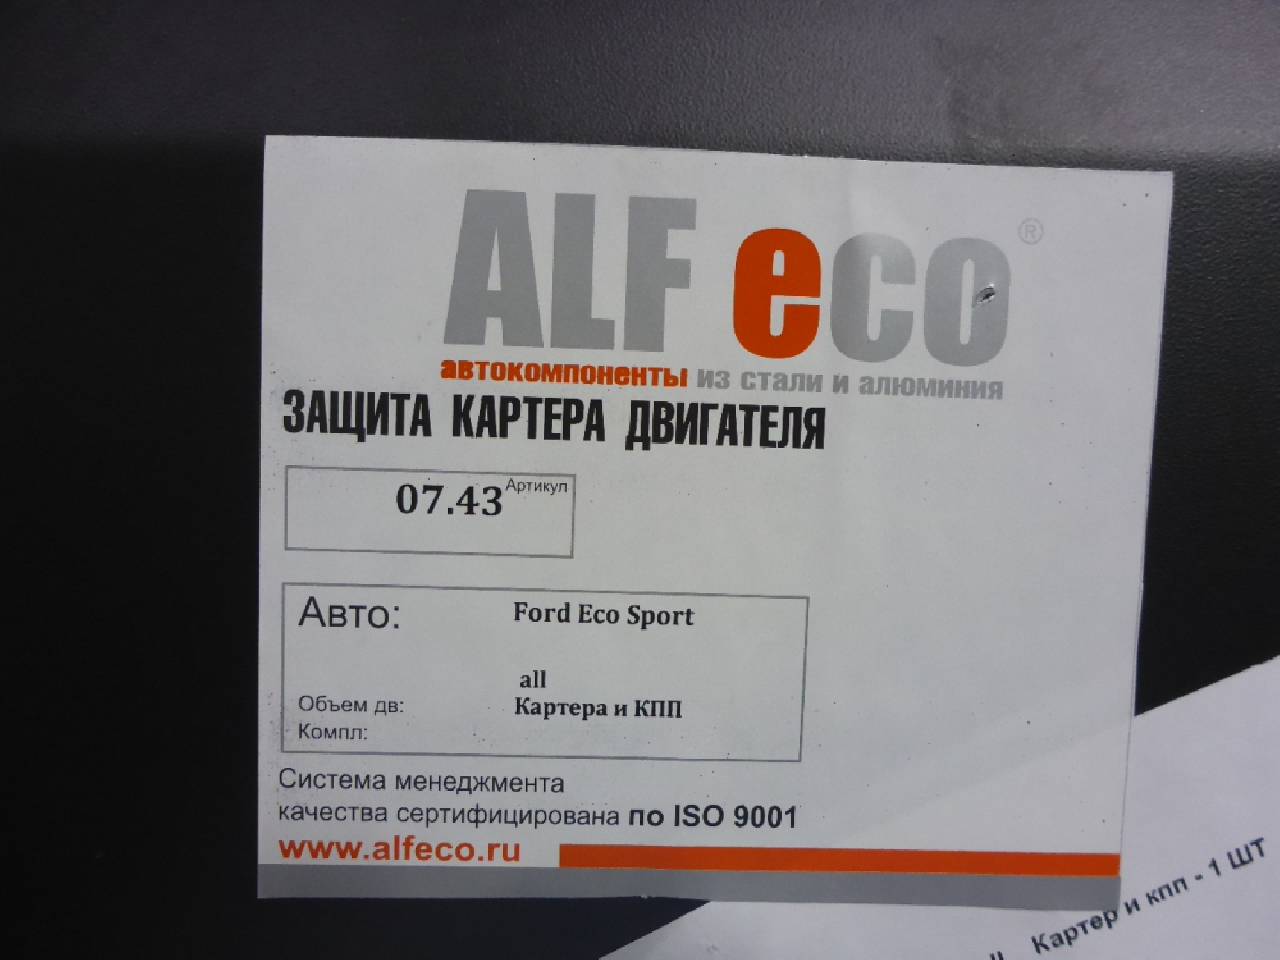 ALF eco ®
автокомпоненты из стали и алюминия
ЗАЩИТА КАРТЕРА ДВИГАТЕЛЯ
07.43 Артикул
Авто: Ford Eco Sport
all
Объем дв: Картера и КПП
Компл:
Система менеджмента
качества сертифицирована по ISO 9001
www.alfeco.ru
Картер и кпп - 1 ШТ